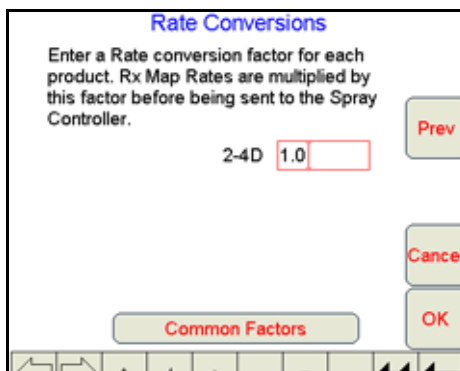 Rate Conversions
Enter a Rate conversion factor for each
product. Rx Map Rates are multiplied by
this factor before being sent to the Spray
Controller.
Prev
2-4D 1.0
Cance
OK
Common Factors